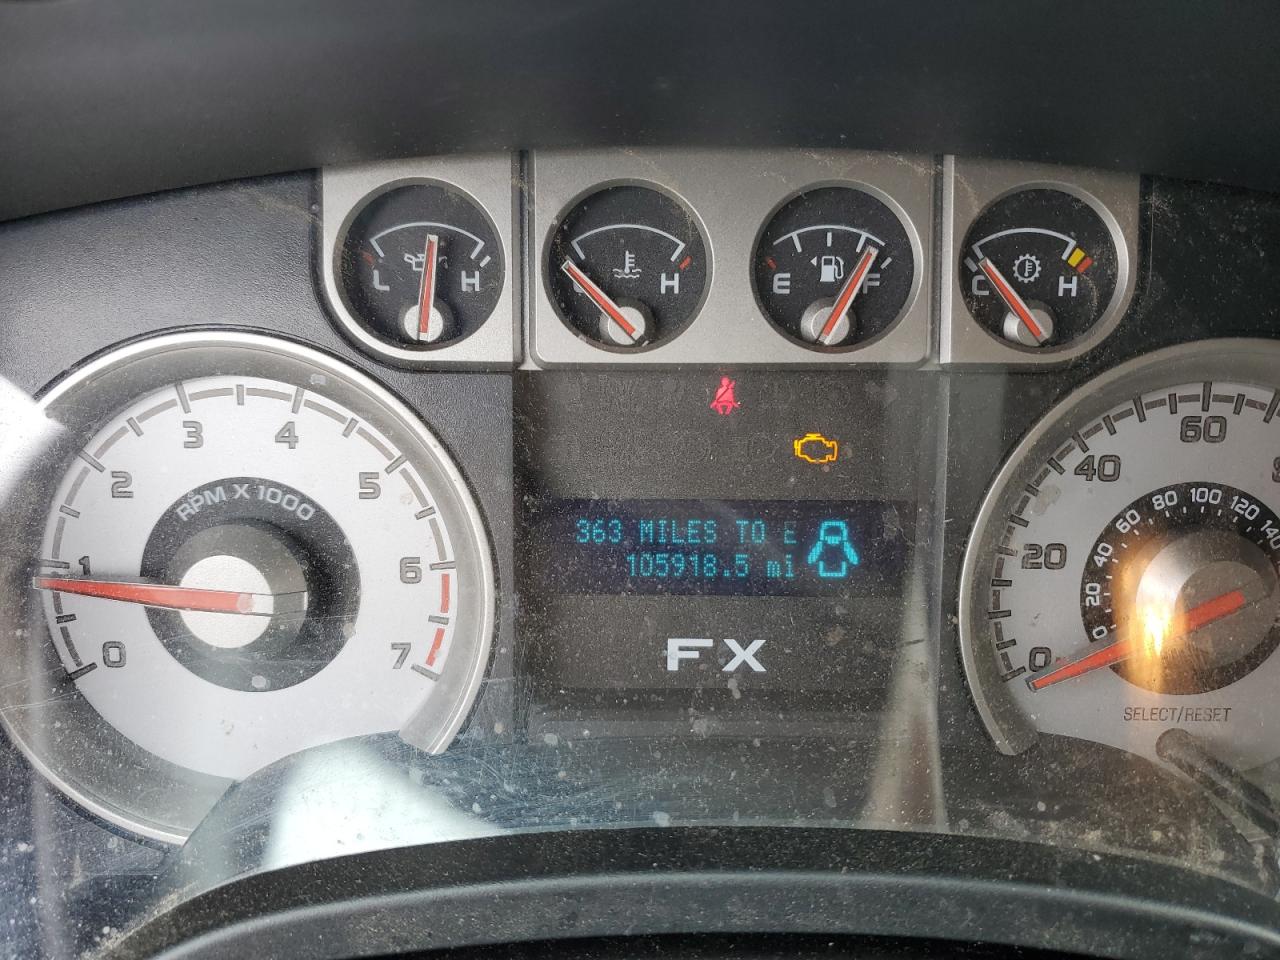 L H
H
E F
C H
RPM X 1000
0 1 2 3 4 5 6 7
363 MILES TO E
105918.5 mi
FX
0 20 40 60
0 20 40 60 80 100 120 140
SELECT/RESET